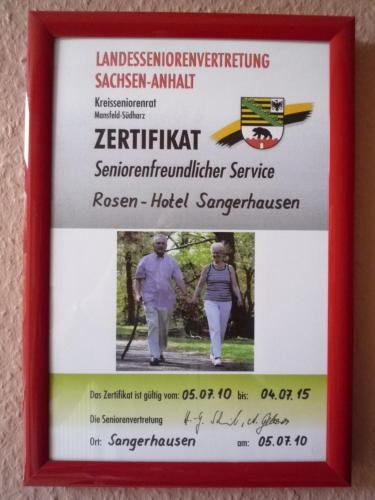 LANDESSENIORENVERTRETUNG
SACHSEN-ANHALT
Kreisseniorenrat
Mansfeld-Südharz
ZERTIFIKAT
Seniorenfreundlicher Service
Rosen-Hotel Sangerhausen
Das Zertifikat ist gültig vom: 05.07.10 bis: 04.07.15
Die Seniorenvertretung
Ort: Sangerhausen am: 05.07.10